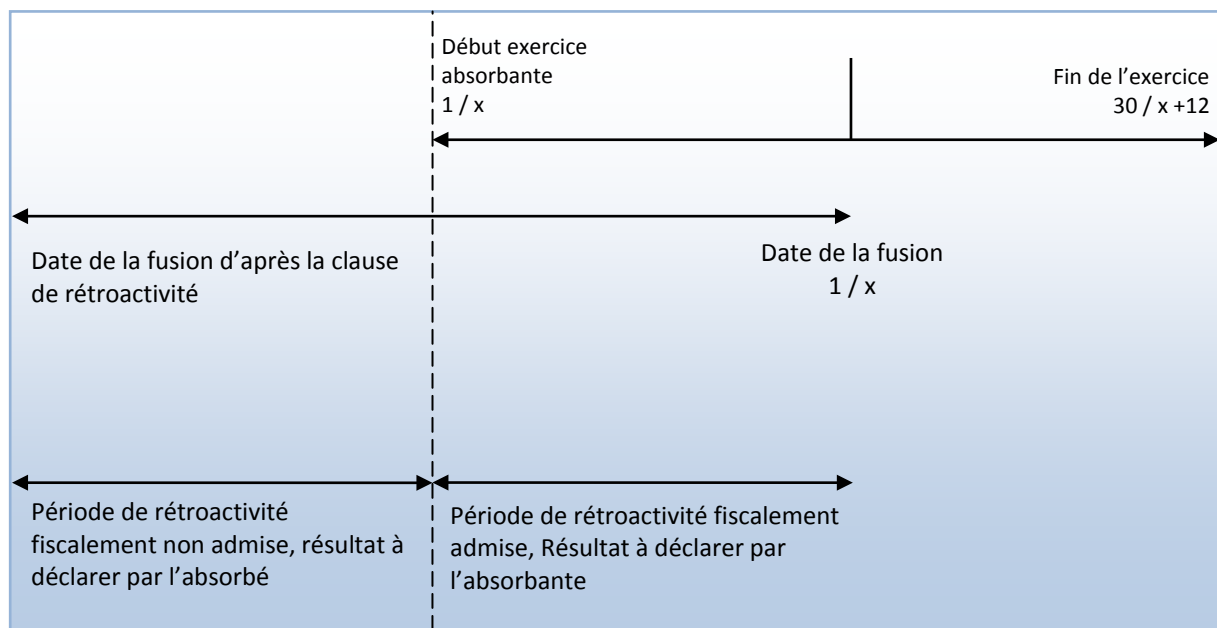 Début exercice
absorbante
1 / x
Fin de l’exercice
30 / x +12
Date de la fusion d’après la clause
de rétroactivité
Date de la fusion
1 / x
Période de rétroactivité
fiscalement non admise, résultat à
déclarer par l’absorbé
Période de rétroactivité fiscalement
admise, Résultat à déclarer par
l’absorbante